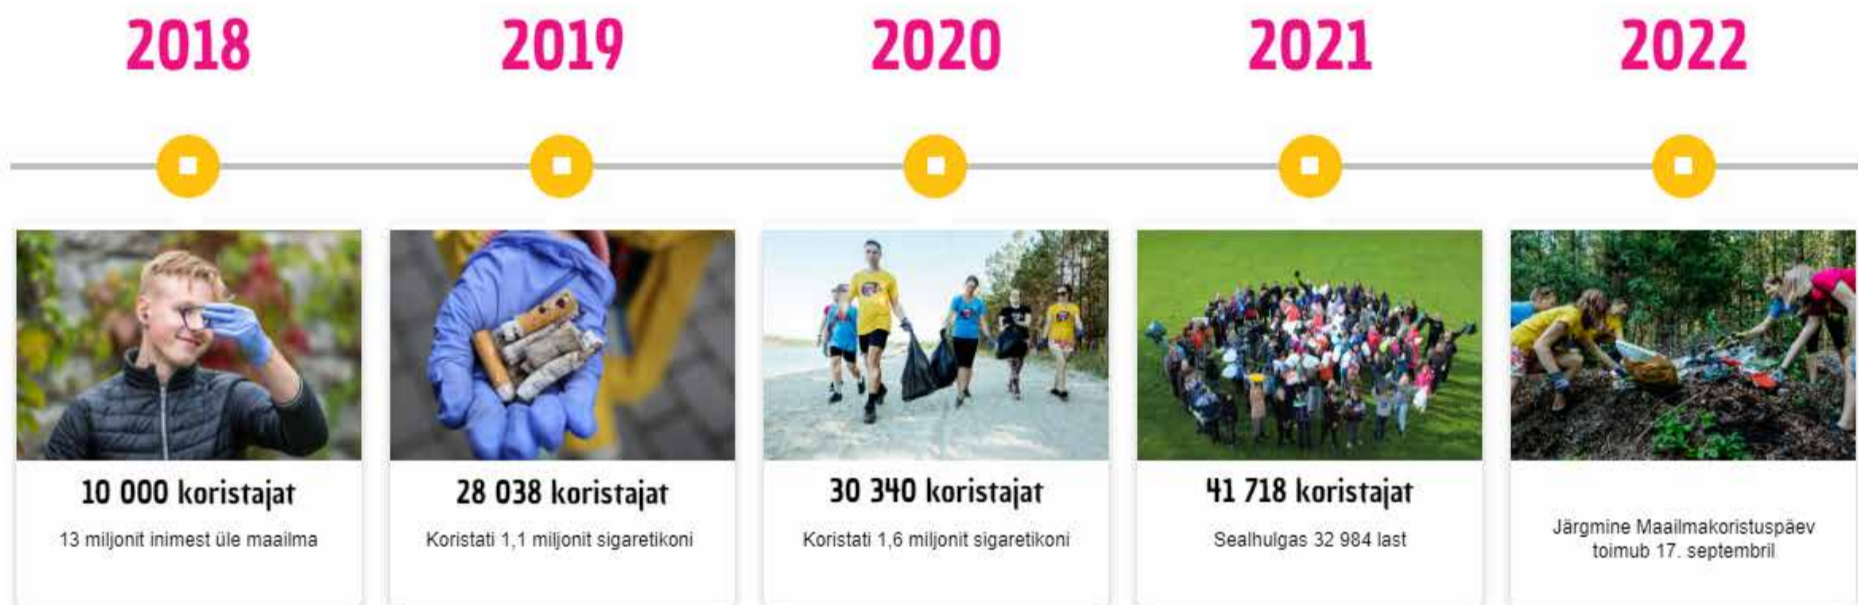 2018
2019
2020
2021
2022
10 000 koristajat
13 miljonit inimest üle maailma
28 038 koristajat
Koristati 1,1 miljonit sigaretikoni
30 340 koristajat
Koristati 1,6 miljonit sigaretikoni
41 718 koristajat
Sealhulgas 32 984 last
Järgmine Maailmakoristuspäev
toimub 17. septembril